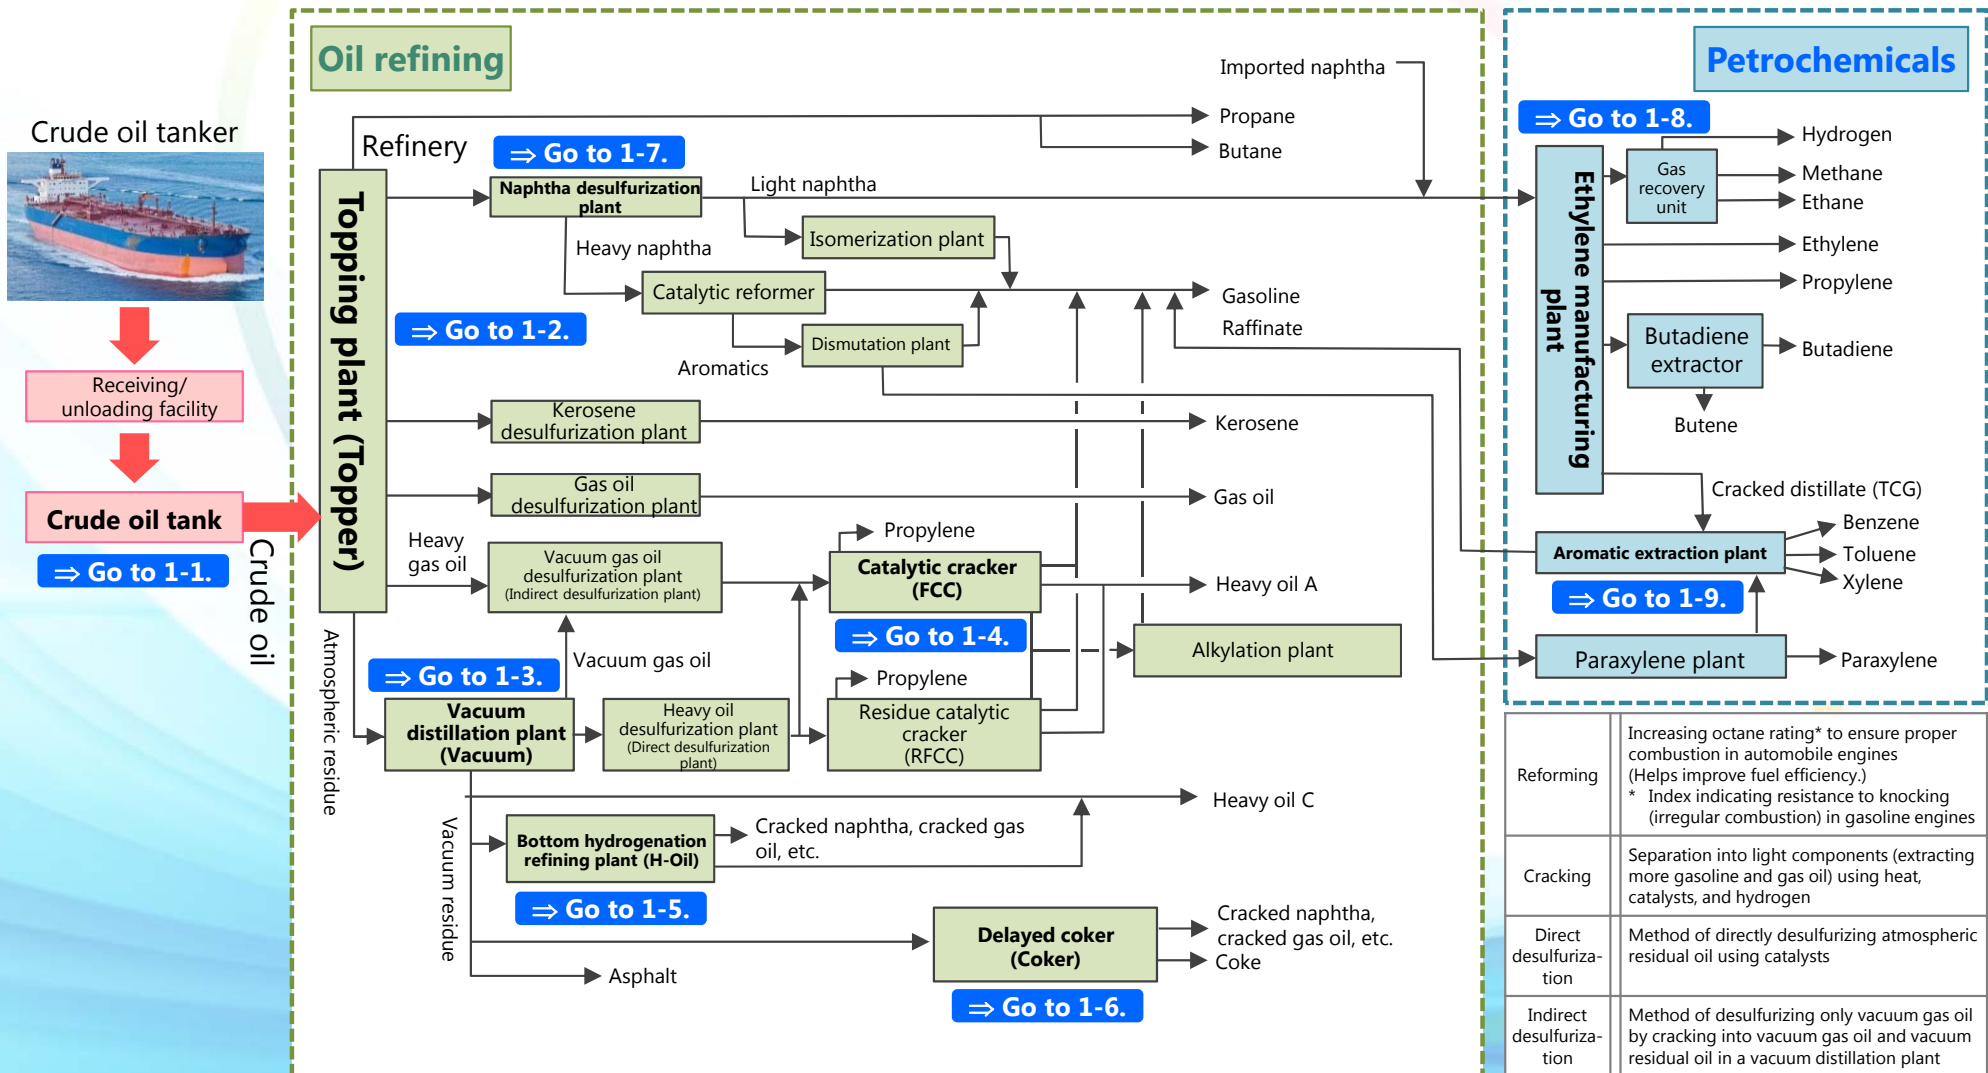 Crude oil tanker
Receiving/
unloading facility
Crude oil tank
⇒ Go to 1-1.
Crude oil
Oil refining
Refinery
Topping plant (Topper)
⇒ Go to 1-7.
Naphtha desulfurization
plant
Light naphtha
Heavy naphtha
Isomerization plant
Catalytic reformer
⇒ Go to 1-2.
Dismutation plant
Aromatics
Imported naphtha
Propane
Butane
Gasoline
Raffinate
Kerosene
desulfurization plant
Kerosene
Gas oil
desulfurization plant
Gas oil
Heavy
gas oil
Vacuum gas oil
desulfurization plant
(Indirect desulfurization plant)
Propylene
Catalytic cracker
(FCC)
Heavy oil A
⇒ Go to 1-4.
Alkylation plant
Atmospheric residue
Vacuum gas oil
⇒ Go to 1-3.
Vacuum
distillation plant
(Vacuum)
Heavy oil
desulfurization plant
(Direct desulfurization
plant)
Propylene
Residue catalytic
cracker
(RFCC)
Heavy oil C
Vacuum residue
Bottom hydrogenation
refining plant (H-Oil)
Cracked naphtha, cracked gas
oil, etc.
⇒ Go to 1-5.
Delayed coker
(Coker)
Cracked naphtha,
cracked gas oil, etc.
Coke
Asphalt
⇒ Go to 1-6.
Petrochemicals
⇒ Go to 1-8.
Ethylene manufacturing
plant
Gas
recovery
unit
Hydrogen
Methane
Ethane
Ethylene
Propylene
Butadiene
extractor
Butadiene
Butene
Cracked distillate (TCG)
Aromatic extraction plant
Benzene
Toluene
Xylene
⇒ Go to 1-9.
Paraxylene plant
Paraxylene
Reforming
Increasing octane rating* to ensure proper
combustion in automobile engines
(Helps improve fuel efficiency.)
* Index indicating resistance to knocking
(irregular combustion) in gasoline engines
Cracking
Separation into light components (extracting
more gasoline and gas oil) using heat,
catalysts, and hydrogen
Direct
desulfuriza-
tion
Method of directly desulfurizing atmospheric
residual oil using catalysts
Indirect
desulfuriza-
tion
Method of desulfurizing only vacuum gas oil
by cracking into vacuum gas oil and vacuum
residual oil in a vacuum distillation plant